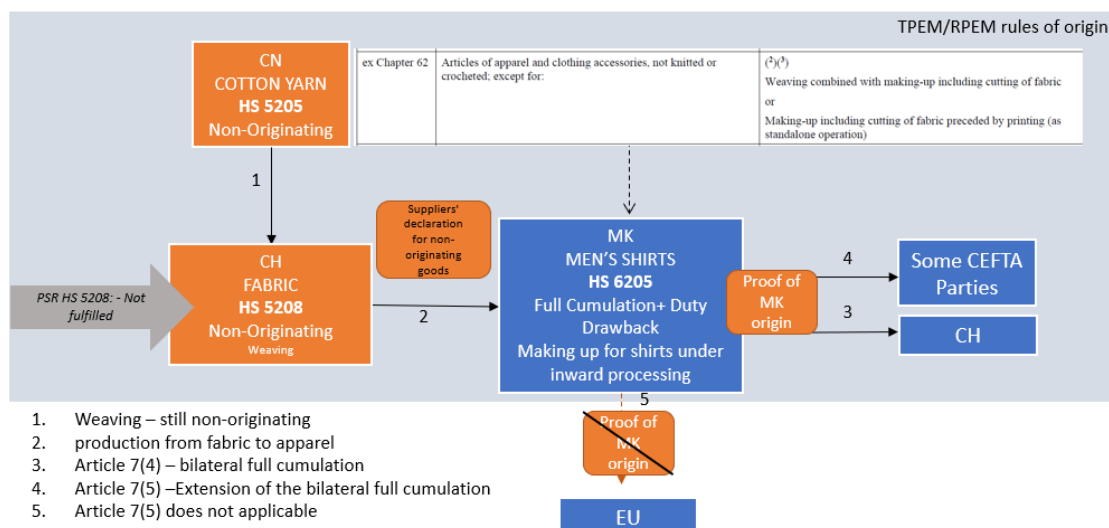 TPEM/RPEM rules of origin
CN
COTTON YARN
HS 5205
Non-Originating
ex Chapter 62
Articles of apparel and clothing accessories, not knitted or
crocheted; except for:
(2)(3)
Weaving combined with making-up including cutting of fabric
or
Making-up including cutting of fabric preceded by printing (as
standalone operation)
1
Suppliers'
declaration
for non-
originating
goods
PSR HS 5208: - Not
fulfilled
CH
FABRIC
HS 5208
Non-Originating
Weaving
2
MK
MEN'S SHIRTS
HS 6205
Full Cumulation+ Duty
Drawback
Making up for shirts under
inward processing
Proof of
MK
origin
4
Some CEFTA
Parties
3
CH
5
Proof of
MK
origin
EU
1. Weaving – still non-originating
2. production from fabric to apparel
3. Article 7(4) – bilateral full cumulation
4. Article 7(5) –Extension of the bilateral full cumulation
5. Article 7(5) does not applicable